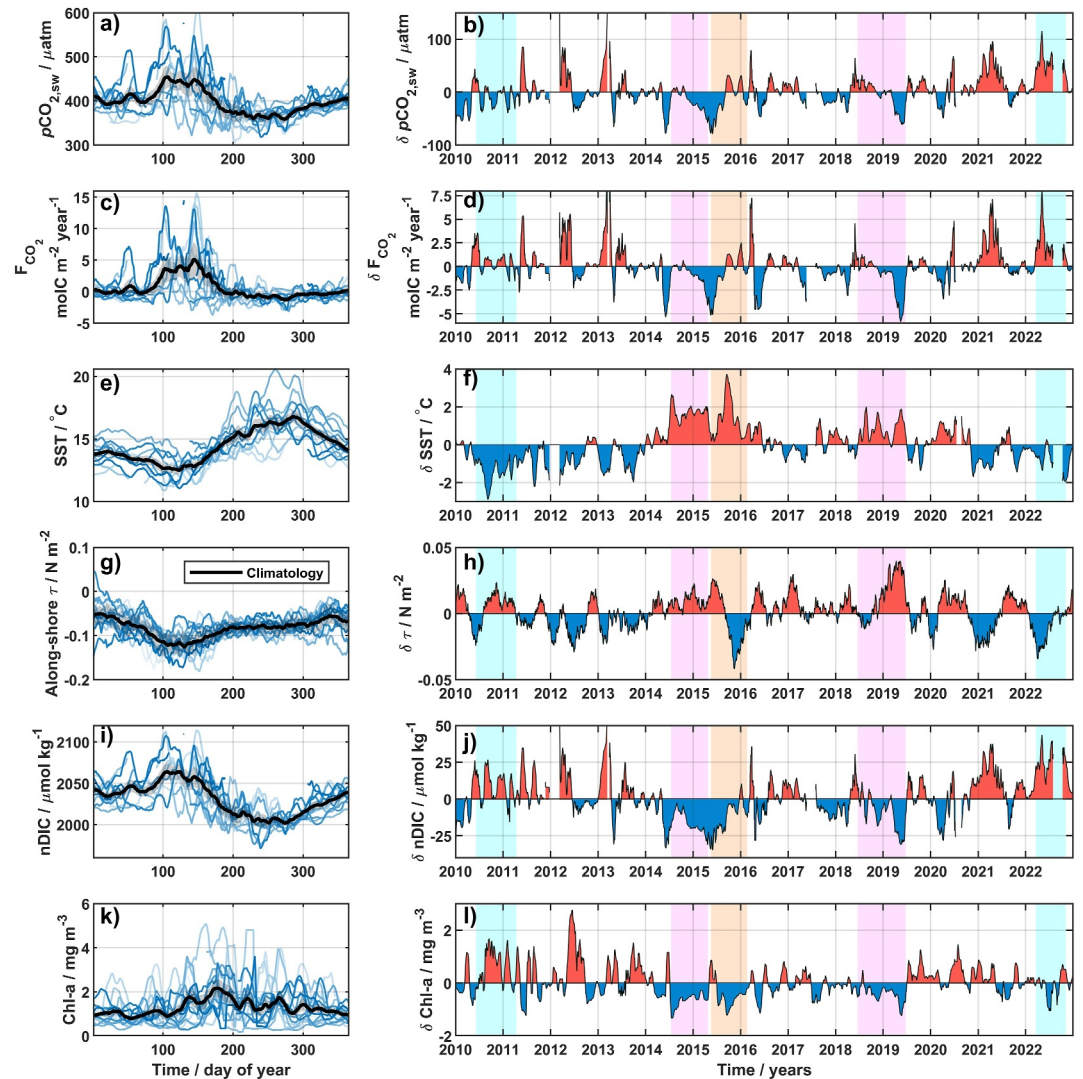 a)
pCO2,sw / μatm
600
500
400
300
100 200 300
b)
δ pCO2,sw / μatm
100
0
-100
2010 2011 2012 2013 2014 2015 2016 2017 2018 2019 2020 2021 2022
c)
FCO2
molC m-2 year-1
15
10
5
0
-5
100 200 300
d)
δ FCO2
molC m-2 year-1
7.5
5
2.5
0
-2.5
-5
2010 2011 2012 2013 2014 2015 2016 2017 2018 2019 2020 2021 2022
e)
SST / °C
20
15
10
100 200 300
f)
δ SST / °C
4
2
0
-2
2010 2011 2012 2013 2014 2015 2016 2017 2018 2019 2020 2021 2022
g)
Along-shore τ / N m-2
0.1
0
-0.1
-0.2
Climatology
100 200 300
h)
δ τ / N m-2
0.05
0
-0.05
2010 2011 2012 2013 2014 2015 2016 2017 2018 2019 2020 2021 2022
i)
nDIC / μmol kg-1
2100
2050
2000
100 200 300
j)
δ nDIC / μmol kg-1
50
25
0
-25
2010 2011 2012 2013 2014 2015 2016 2017 2018 2019 2020 2021 2022
k)
Chl-a / mg m-3
6
4
2
0
100 200 300
Time / day of year
l)
δ Chl-a / mg m-3
2
0
-2
2010 2011 2012 2013 2014 2015 2016 2017 2018 2019 2020 2021 2022
Time / years